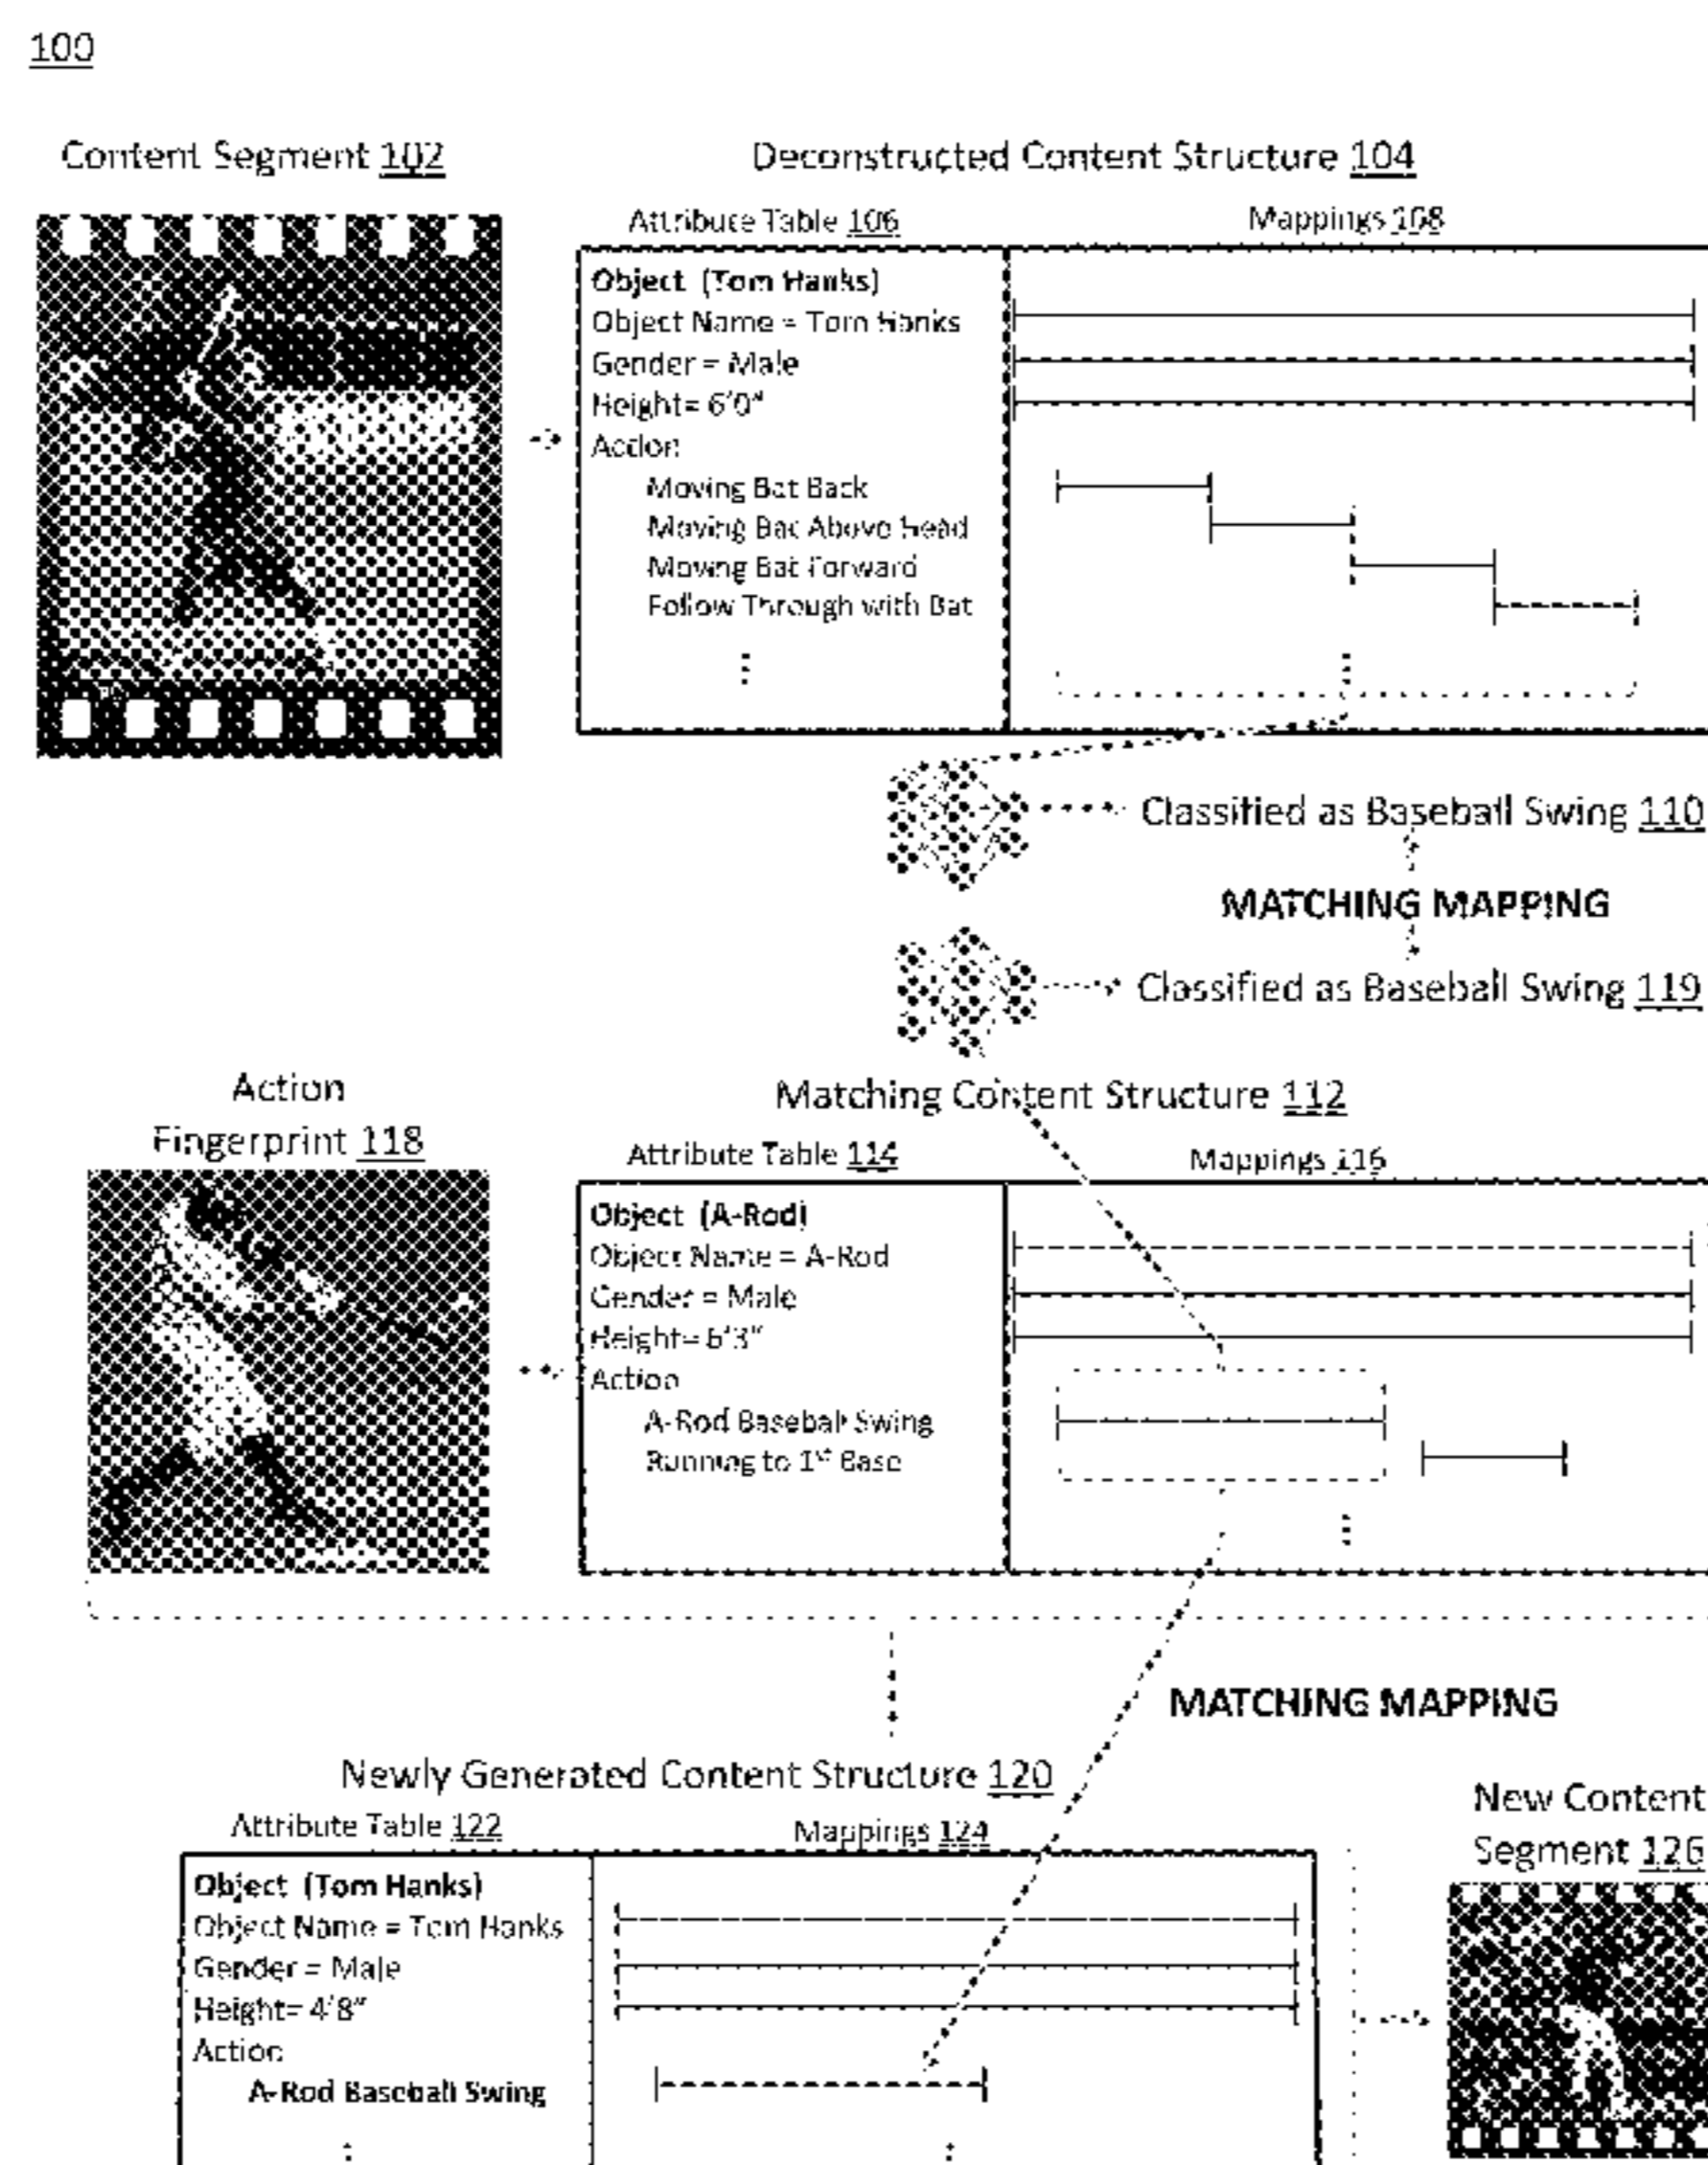 100
Content Segment 102
Deconstructed Content Structure 104
Attribute Table 106
Mappings 108
Object (Tom Hanks)
Object Name = Tom Hanks
Gender = Male
Height= 6'0"
Action
Moving Bat Back
Moving Bat Above Head
Moving Bat Forward
Follow Through with Bat
Classified as Baseball Swing 110
MATCHING MAPPING
Classified as Baseball Swing 119
Action
Fingerprint 118
Matching Content Structure 112
Attribute Table 114
Mappings 116
Object (A-Rod)
Object Name = A-Rod
Gender = Male
Height= 6'3"
Action
A-Rod Baseball Swing
Running to 1st Base
MATCHING MAPPING
Newly Generated Content Structure 120
Attribute Table 122
Mappings 124
New Content
Segment 126
Object (Tom Hanks)
Object Name = Tom Hanks
Gender = Male
Height= 4'8"
Action
A-Rod Baseball Swing